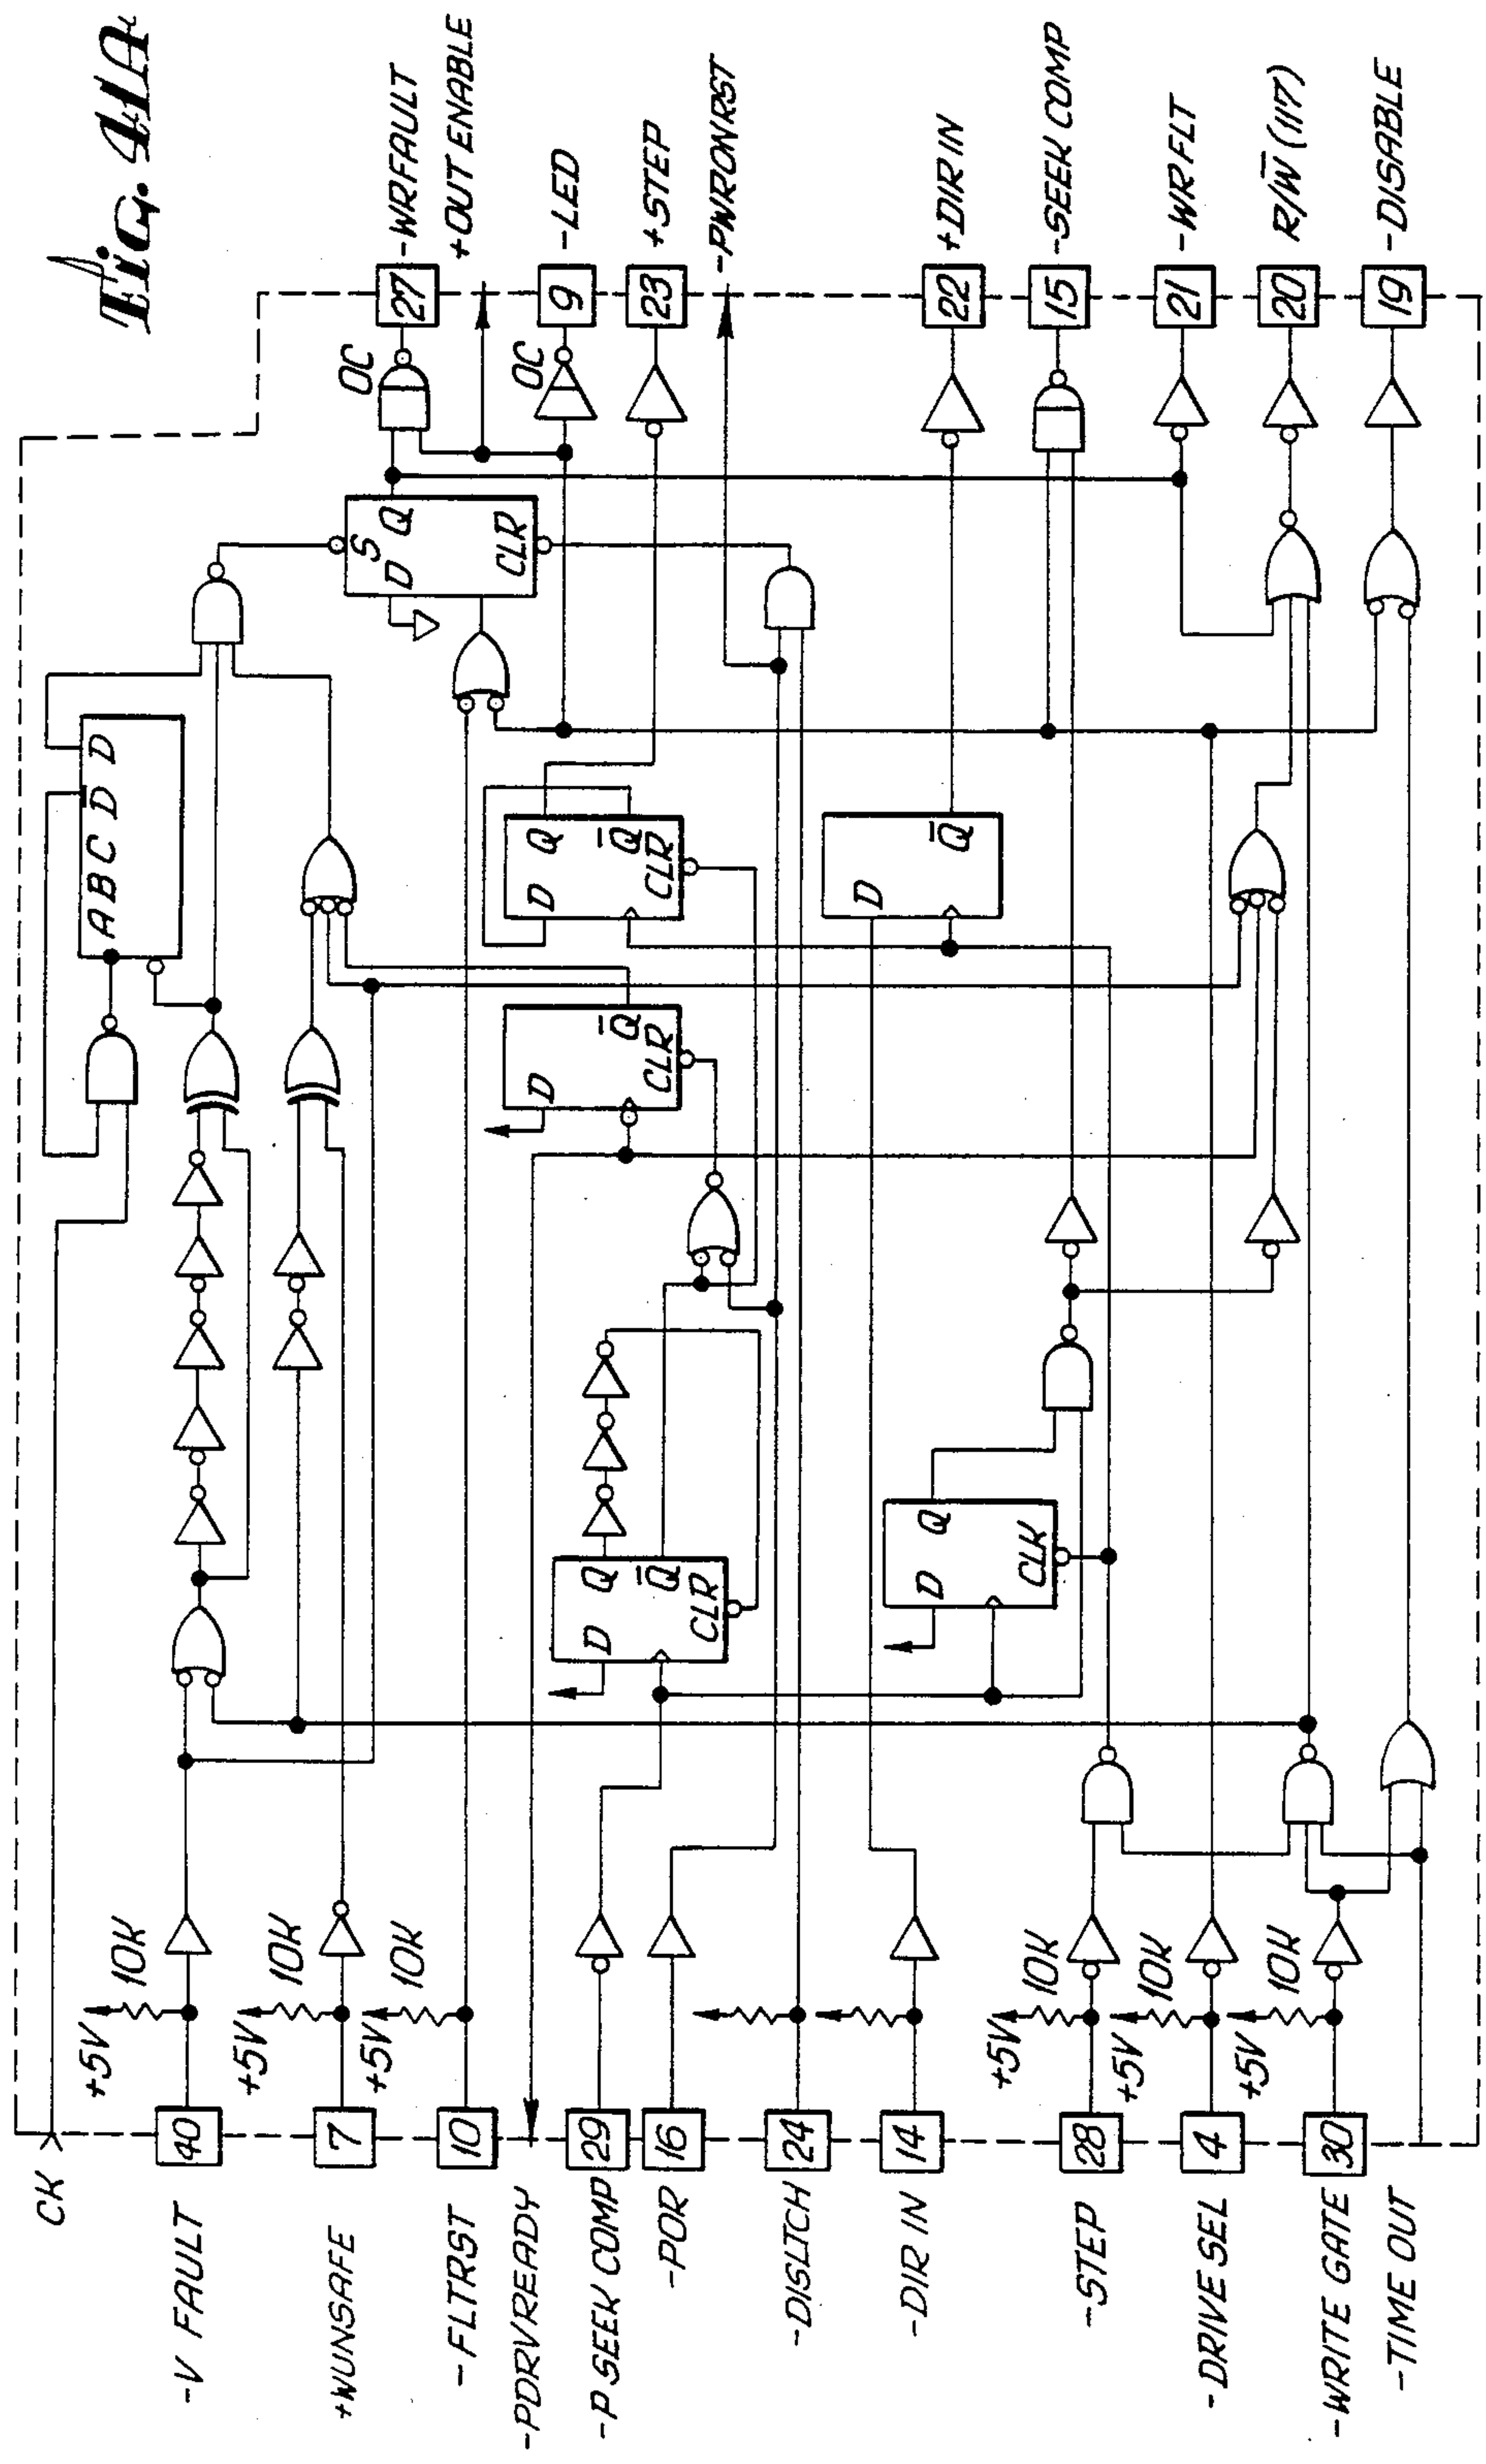 Fig. 41A
CK
-V FAULT
40
+5V
10K
+WUNSAFE
7
+5V
10K
-FLTRST
10
+5V
10K
-PDRVREADY
-P SEEK COMP
29
-POR
16
-DISLTCH
24
-DIR IN
14
-STEP
28
+5V
10K
-DRIVE SEL
4
+5V
10K
-WRITE GATE
30
+5V
10K
-TIME OUT
A B C D D
D Q
Q̅
CLR
D Q
CLK
D
Q̅
CLR
D Q
Q̅
CLR
D
Q̅
S
D Q
CLR
OC
27
-WRFAULT
+OUT ENABLE
OC
9
-LED
23
+STEP
-PWRONRST
22
+DIR IN
15
-SEEK COMP
21
-WRFLT
20
R/W̅ (117)
19
-DISABLE